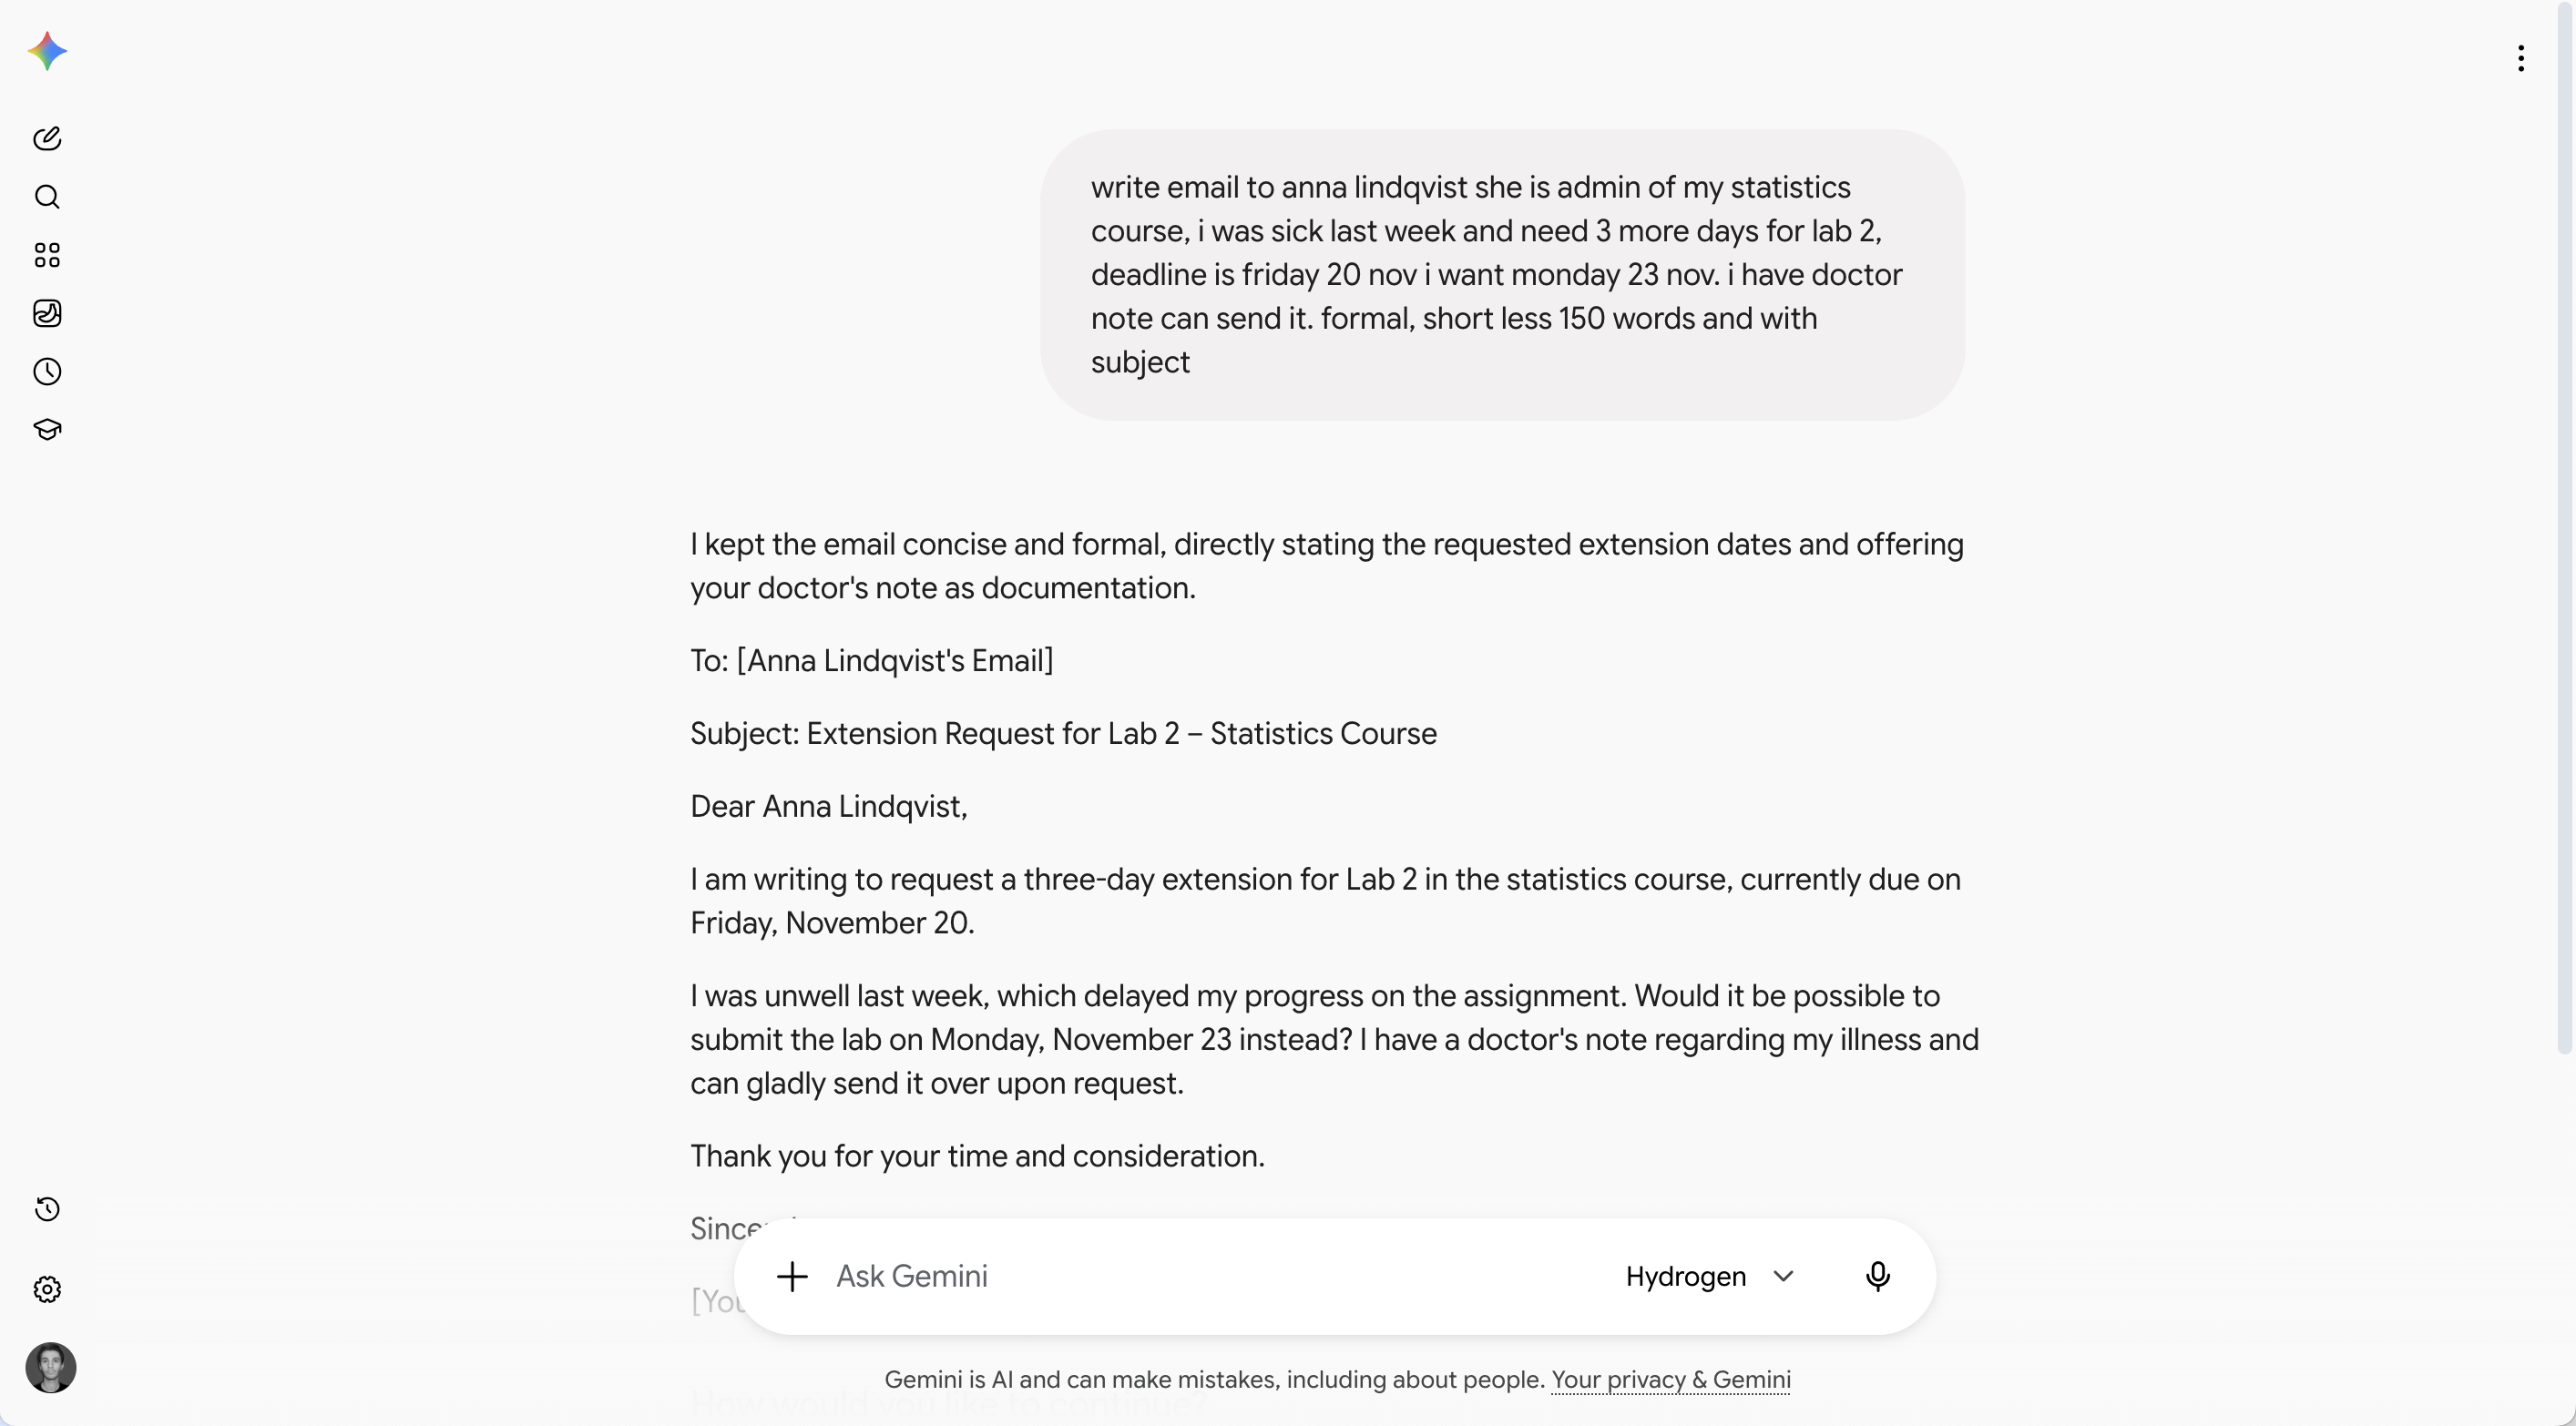 write email to anna lindqvist she is admin of my statistics
course, i was sick last week and need 3 more days for lab 2,
deadline is friday 20 nov i want monday 23 nov. i have doctor
note can send it. formal, short less 150 words and with
subject
I kept the email concise and formal, directly stating the requested extension dates and offering
your doctor's note as documentation.
To: [Anna Lindqvist's Email]
Subject: Extension Request for Lab 2 – Statistics Course
Dear Anna Lindqvist,
I am writing to request a three-day extension for Lab 2 in the statistics course, currently due on
Friday, November 20.
I was unwell last week, which delayed my progress on the assignment. Would it be possible to
submit the lab on Monday, November 23 instead? I have a doctor's note regarding my illness and
can gladly send it over upon request.
Thank you for your time and consideration.
Ask Gemini
Hydrogen
Gemini is AI and can make mistakes, including about people. Your privacy & Gemini
How would you like to continue?